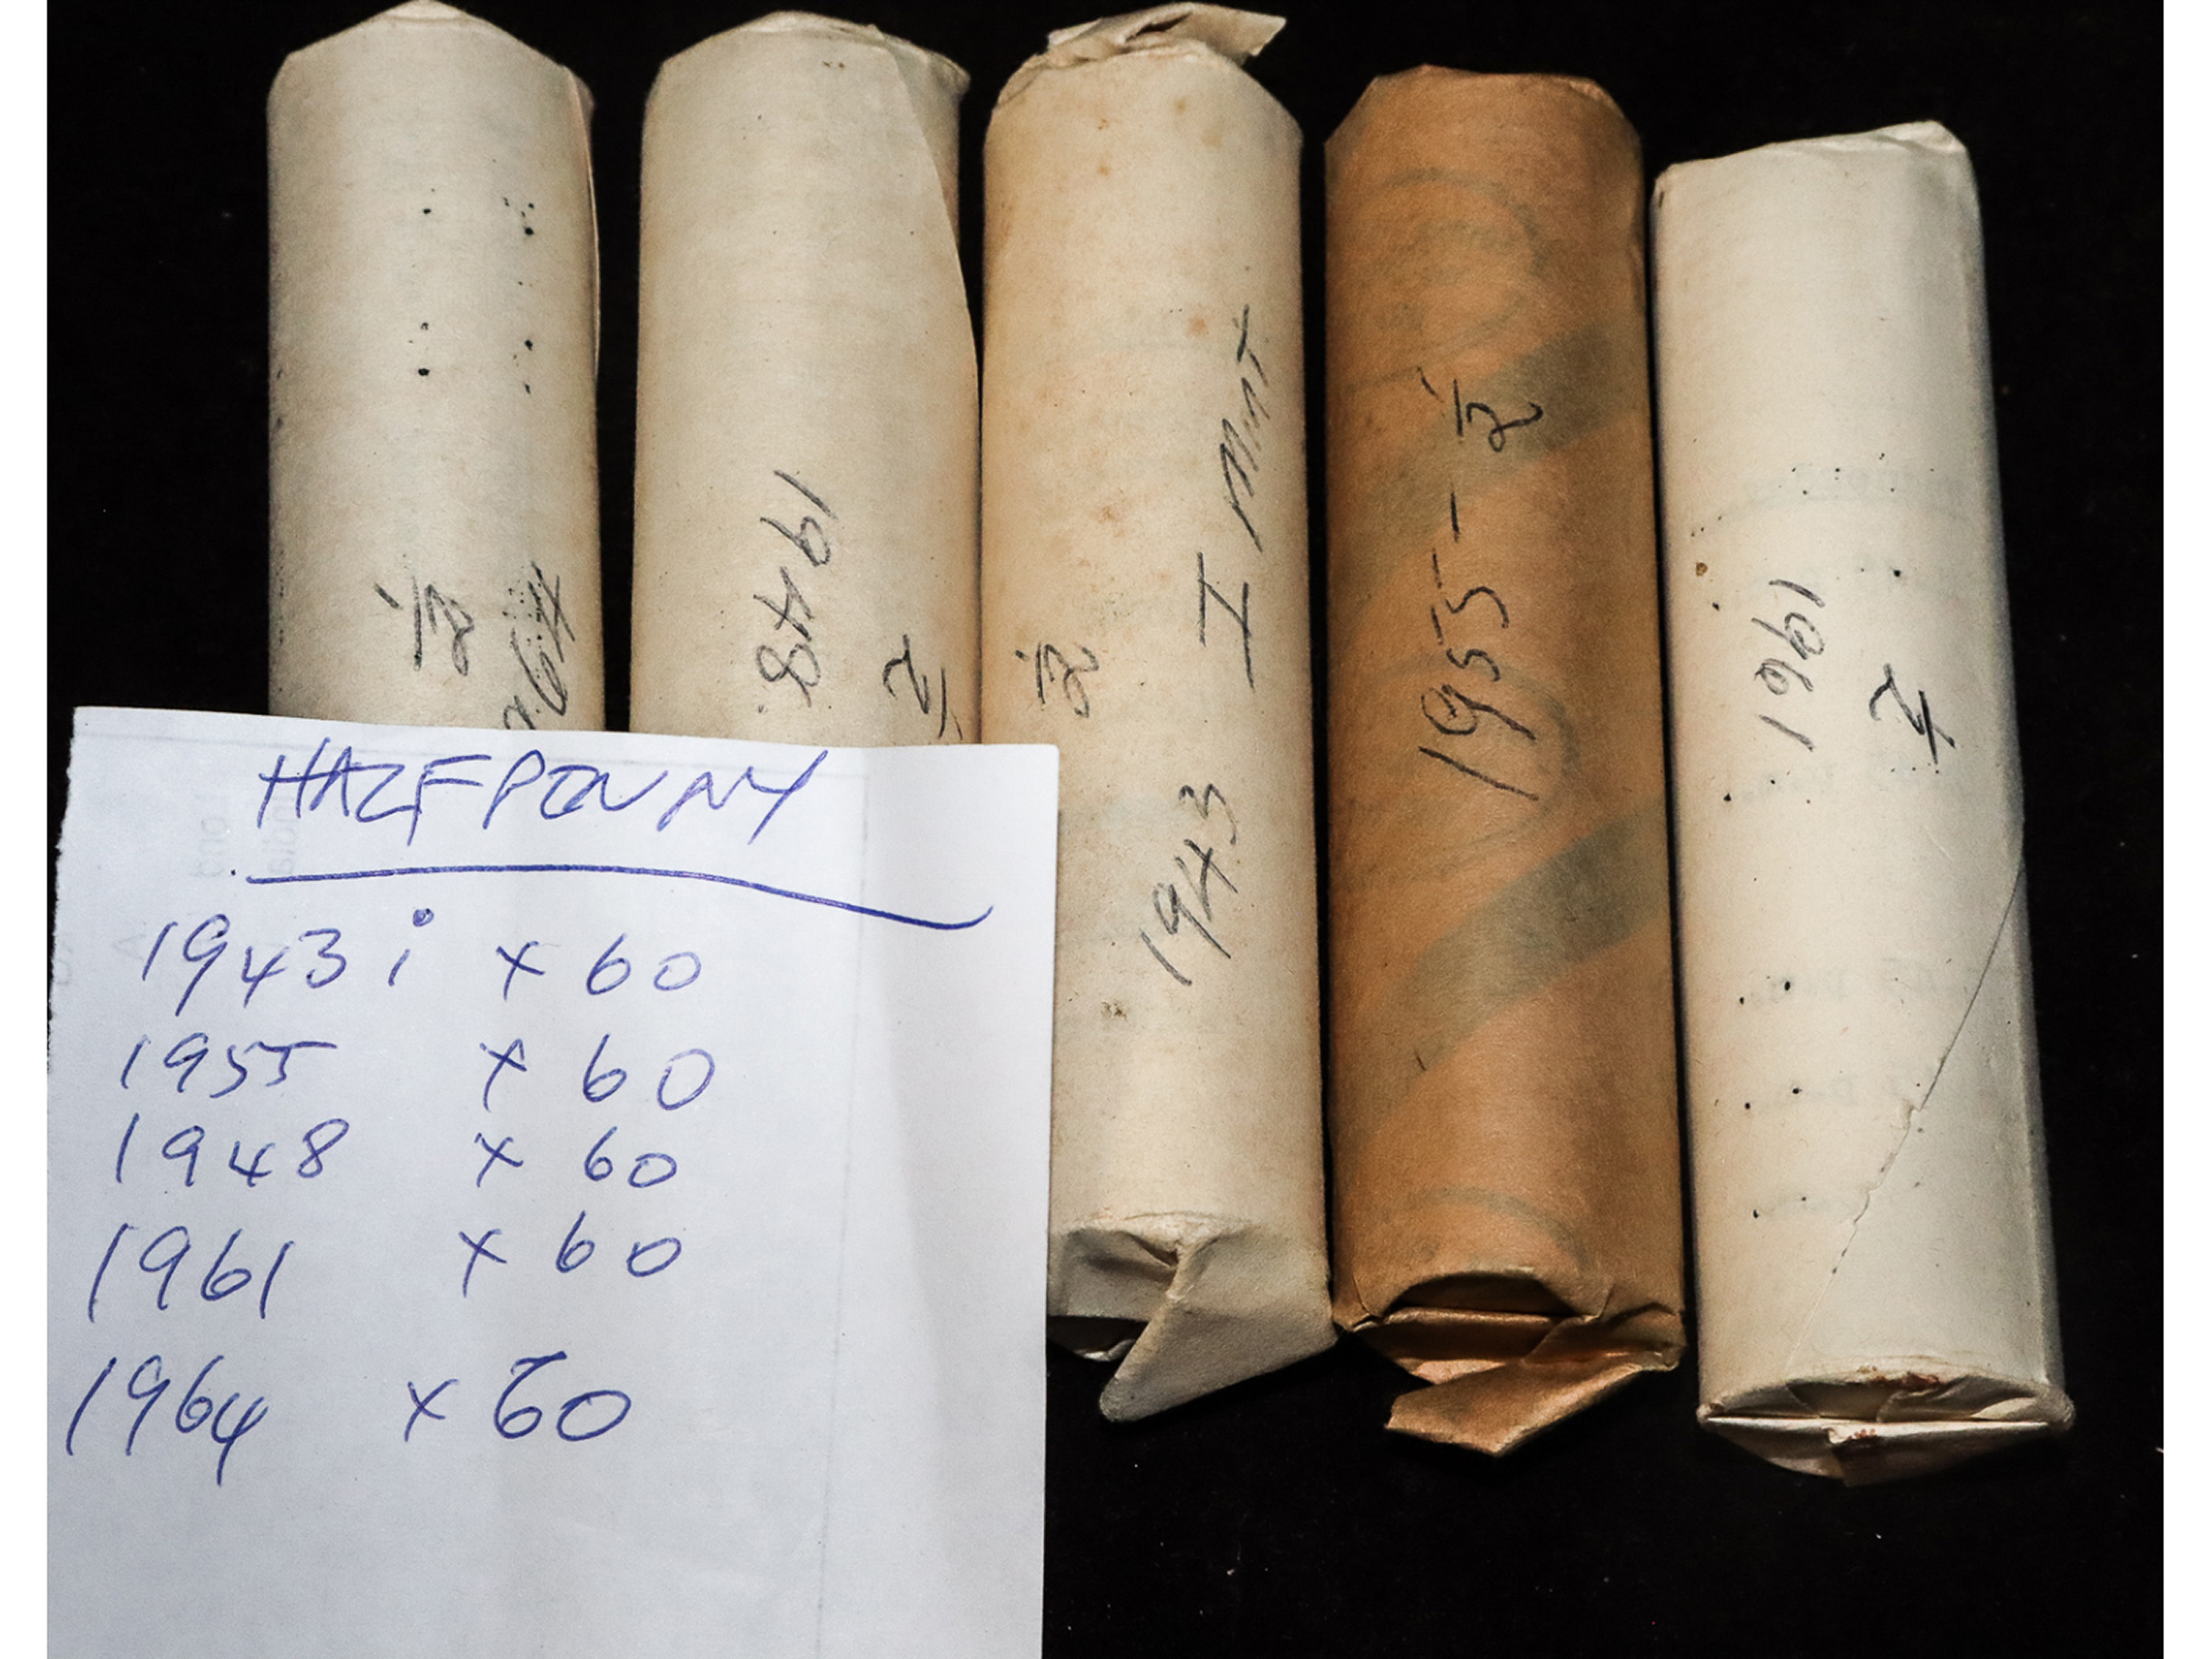 ½
1948
½
½
I Mint
1943
1955 - ½
1961
½
HALFPENNY
1943 i x 60
1955 x 60
1948 x 60
1961 x 60
1964 x 60